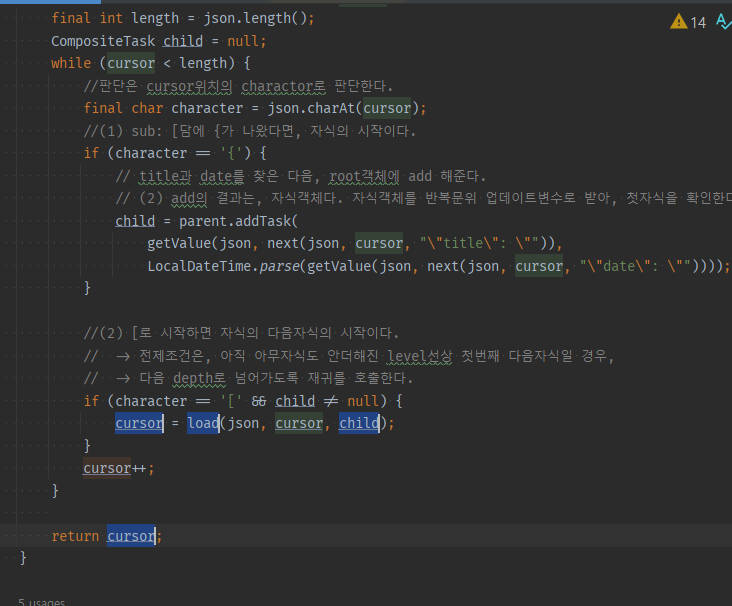 final int length = json.length();
14
CompositeTask child = null;
while (cursor < length) {
//판단은 cursor위치의 charactor로 판단한다.
final char character = json.charAt(cursor);
//(1) sub: [담에 {가 나왔다면, 자식의 시작이다.
if (character == '{') {
// title과 date를 찾은 다음, root객체에 add 해준다.
// (2) add의 결과는, 자식객체다. 자식객체를 반복문위 업데이트변수로 받아, 첫자식을 확인한다
child = parent.addTask(
getValue(json, next(json, cursor, "\"title\": \"")),
LocalDateTime.parse(getValue(json, next(json, cursor, "\"date\": \""))));
}
//(2) [로 시작하면 자식의 다음자식의 시작이다.
// -> 전제조건은, 아직 아무자식도 안더해진 level선상 첫번째 다음자식일 경우,
// -> 다음 depth로 넘어가도록 재귀를 호출한다.
if (character == '[' && child != null) {
cursor = load(json, cursor, child);
}
cursor++;
}
return cursor;
}
5 usages